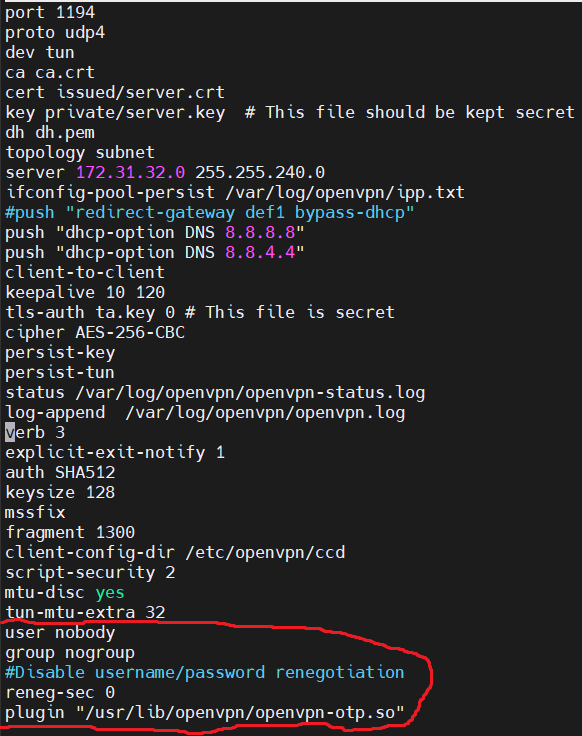 port 1194
proto udp4
dev tun
ca ca.crt
cert issued/server.crt
key private/server.key  # This file should be kept secret
dh dh.pem
topology subnet
server 172.31.32.0 255.255.240.0
ifconfig-pool-persist /var/log/openvpn/ipp.txt
#push "redirect-gateway def1 bypass-dhcp"
push "dhcp-option DNS 8.8.8.8"
push "dhcp-option DNS 8.8.4.4"
client-to-client
keepalive 10 120
tls-auth ta.key 0 # This file is secret
cipher AES-256-CBC
persist-key
persist-tun
status /var/log/openvpn/openvpn-status.log
log-append  /var/log/openvpn/openvpn.log
verb 3
explicit-exit-notify 1
auth SHA512
keysize 128
mssfix
fragment 1300
client-config-dir /etc/openvpn/ccd
script-security 2
mtu-disc yes
tun-mtu-extra 32
user nobody
group nogroup
#Disable username/password renegotiation
reneg-sec 0
plugin "/usr/lib/openvpn/openvpn-otp.so"